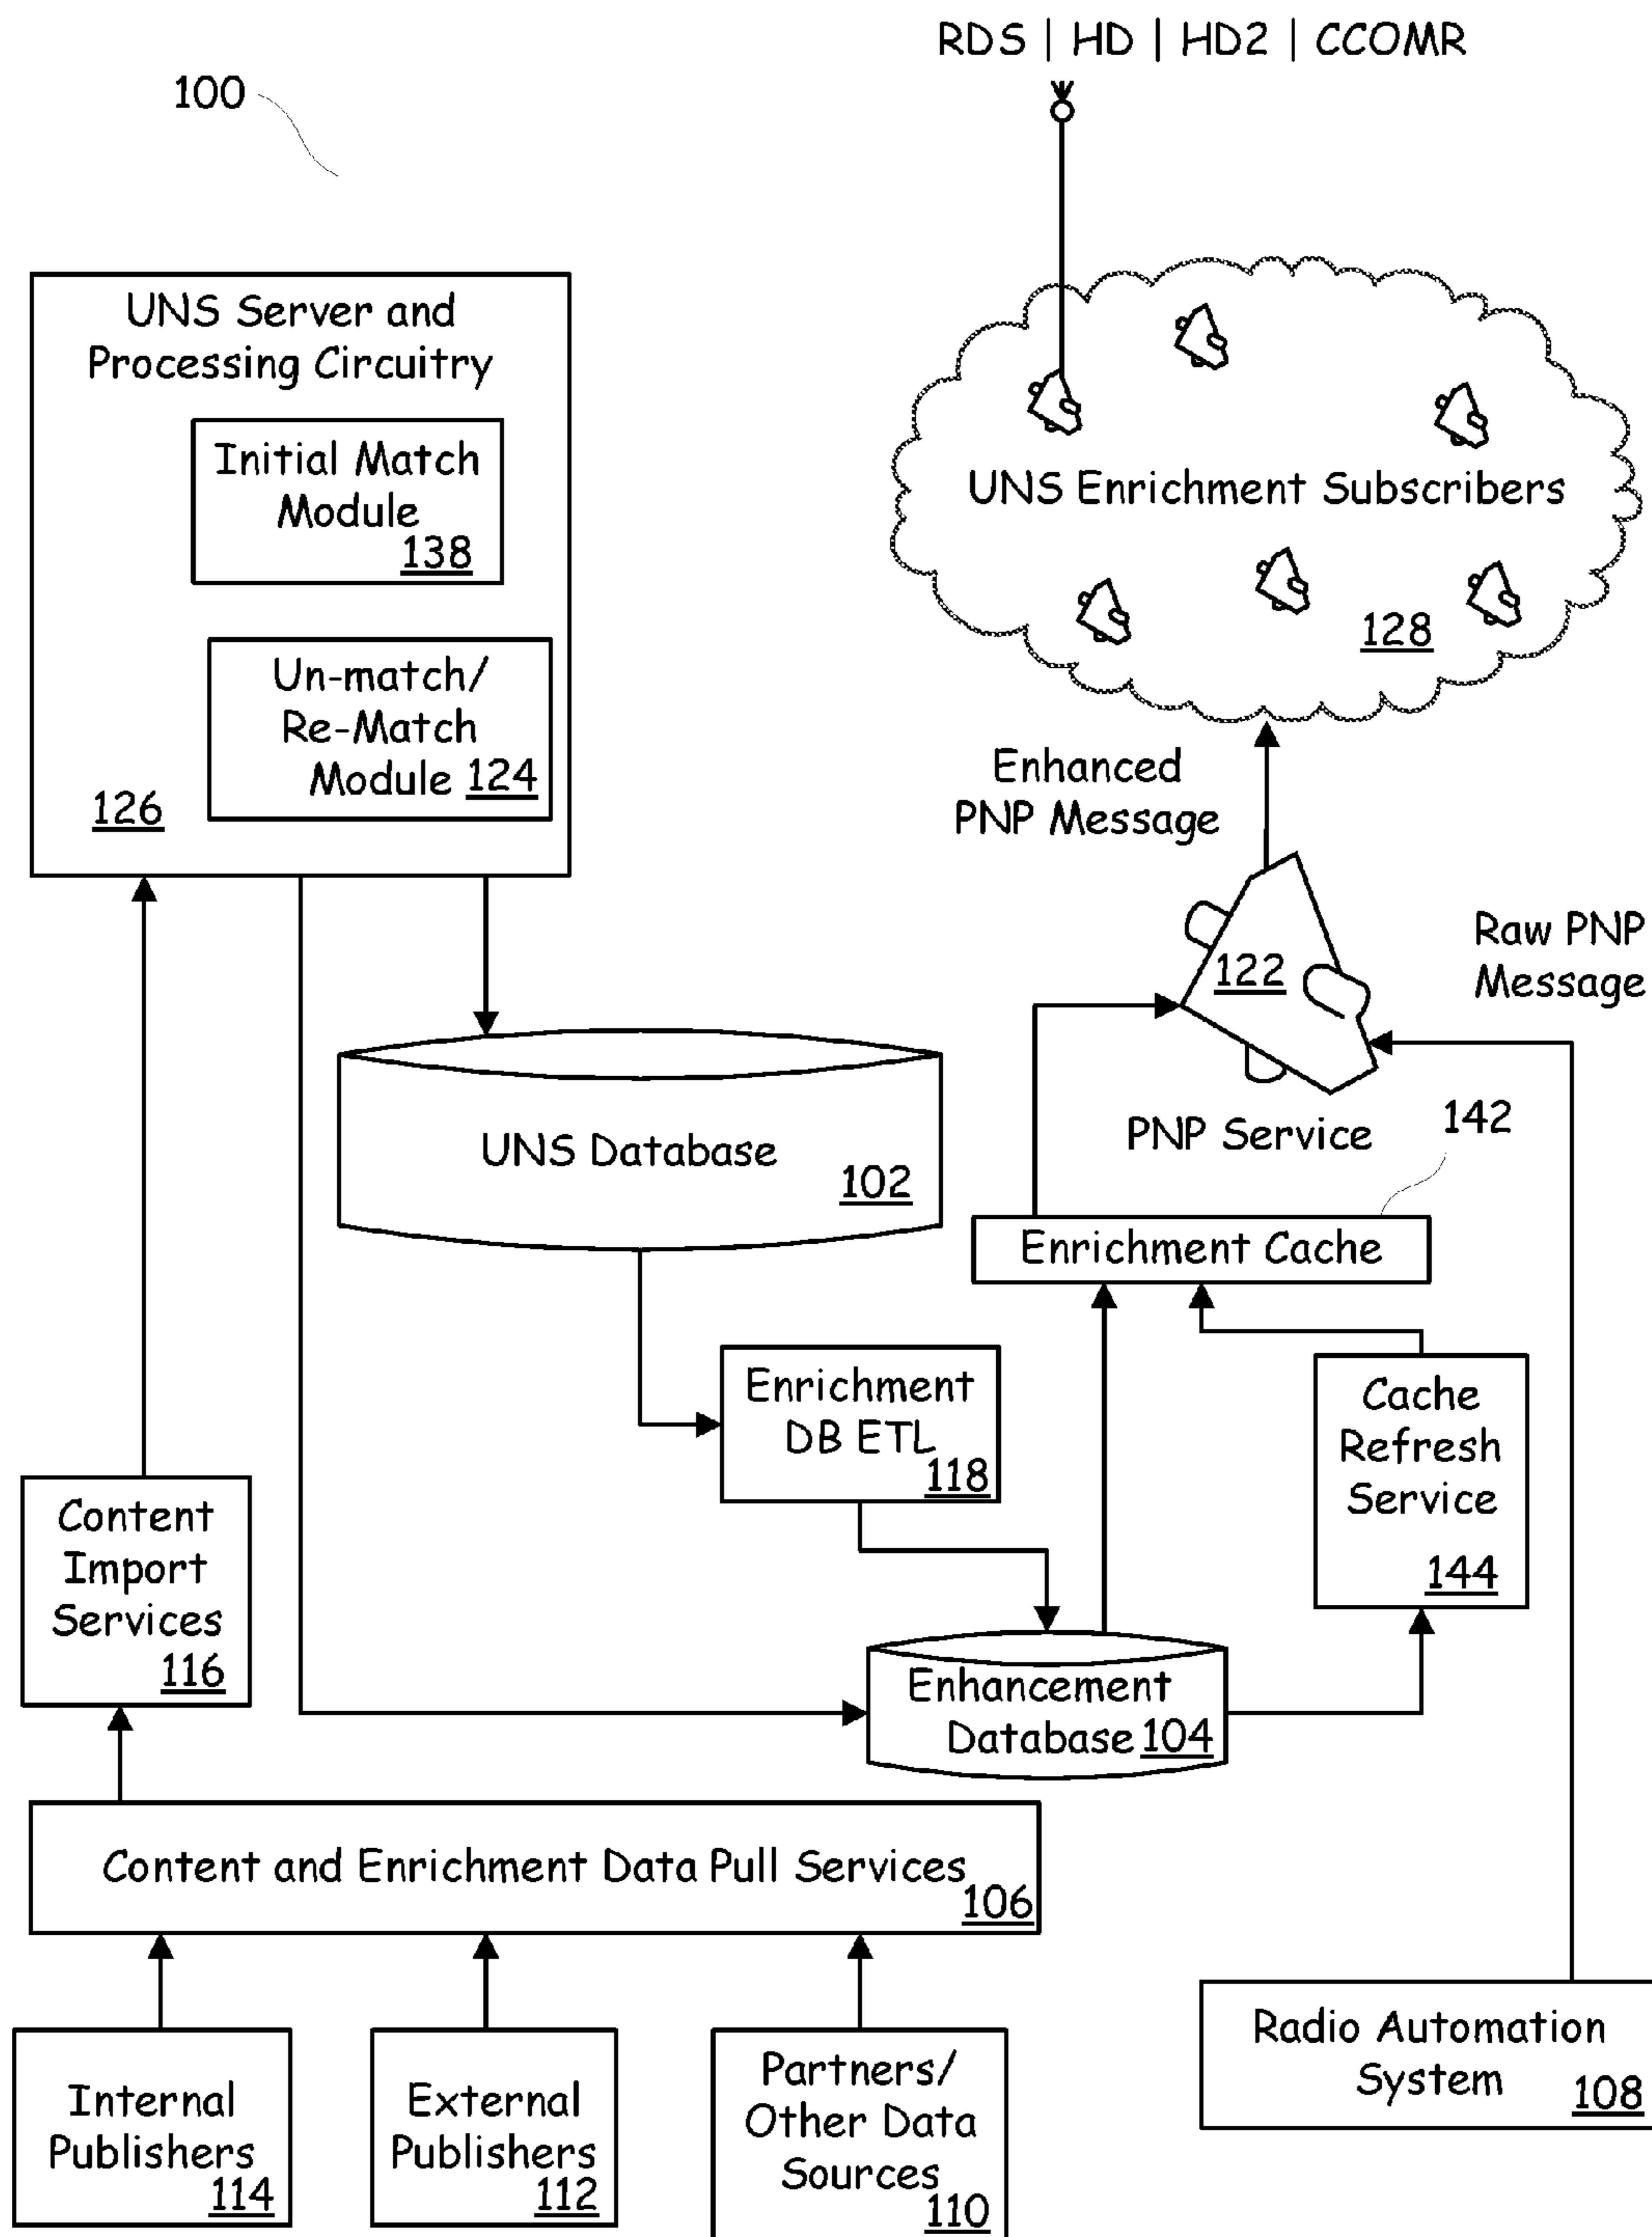 RDS | HD | HD2 | CCOMR
100
UNS Server and
Processing Circuitry
Initial Match
Module
138
Un-match/
Re-Match
Module 124
126
UNS Enrichment Subscribers
128
Enhanced
PNP Message
122
Raw PNP
Message
PNP Service
142
UNS Database
102
Enrichment Cache
Enrichment
DB ETL
118
Cache
Refresh
Service
144
Content
Import
Services
116
Enhancement
Database 104
Content and Enrichment Data Pull Services
106
Internal
Publishers
114
External
Publishers
112
Partners/
Other Data
Sources
110
Radio Automation
System
108